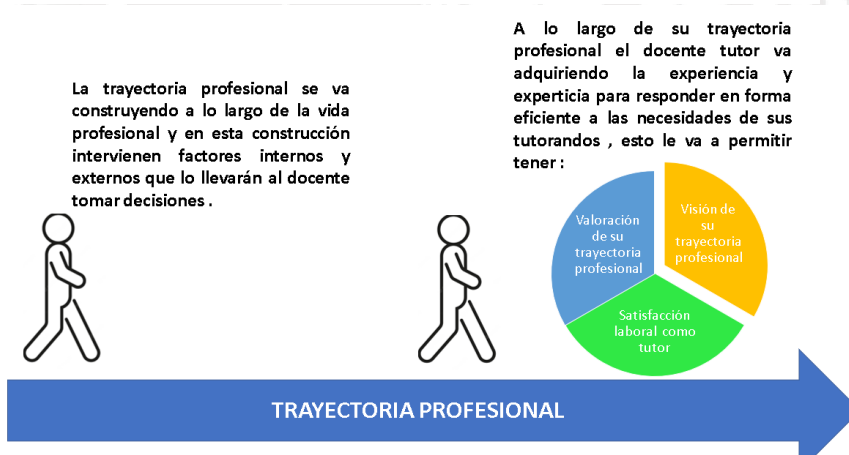 La trayectoria profesional se va
construyendo a lo largo de la vida
profesional y en esta construcción
intervienen factores internos y
externos que lo llevarán al docente
tomar decisiones .
A lo largo de su trayectoria
profesional el docente tutor va
adquiriendo la experiencia y
experticia para responder en forma
eficiente a las necesidades de sus
tutorandos , esto le va a permitir
tener :
Valoración
de su
trayectoria
profesional
Visión de
su
trayectoria
profesional
Satisfacción
laboral como
tutor
TRAYECTORIA PROFESIONAL